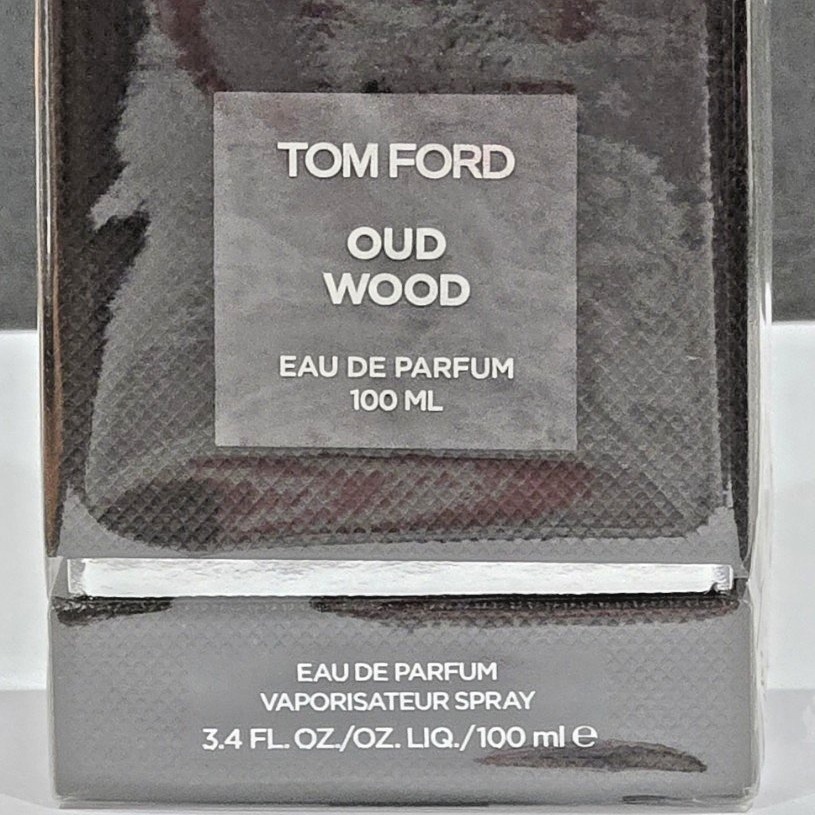 TOM FORD
OUD
WOOD
EAU DE PARFUM
100 ML
EAU DE PARFUM
VAPORISATEUR SPRAY
3.4 FL. OZ./OZ. LIQ./100 ml ℮